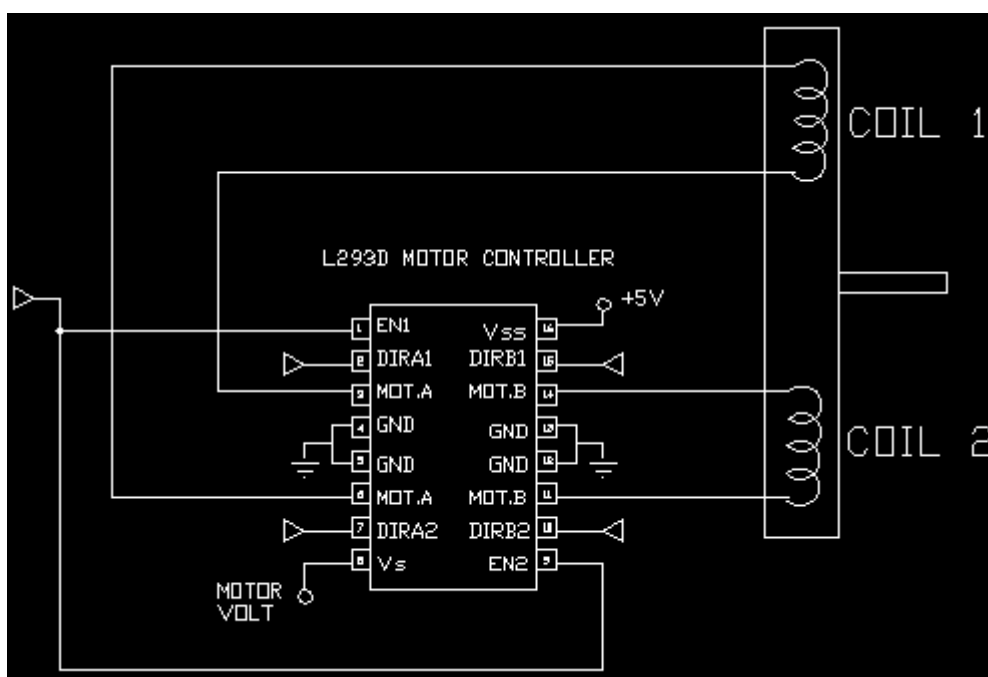 COIL 1
L293D MOTOR CONTROLLER
+5V
1 EN1 Vss 16
2 DIRA1 DIRB1 15
3 MOT.A MOT.B 14
4 GND GND 13
5 GND GND 12
COIL 2
6 MOT.A MOT.B 11
7 DIRA2 DIRB2 10
8 Vs EN2 9
MOTOR
VOLT